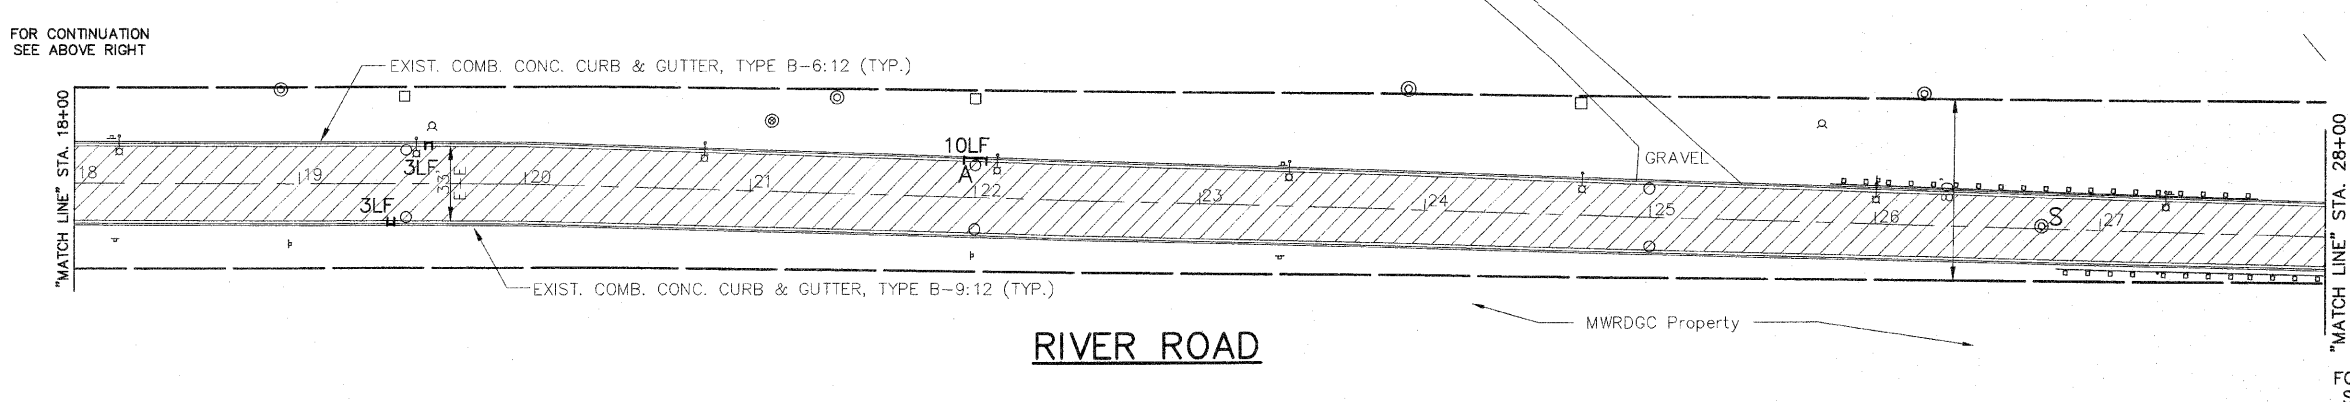 FOR CONTINUATION
SEE ABOVE RIGHT
EXIST. COMB. CONC. CURB & GUTTER, TYPE B-6:12 (TYP.)
"MATCH LINE" STA. 18+00
18
19
20
21
22
23
24
25
26
27
3LF
3LF
33'
E-E
10LF
A
GRAVEL
80'
S
"MATCH LINE" STA. 28+00
EXIST. COMB. CONC. CURB & GUTTER, TYPE B-9:12 (TYP.)
MWRDGC Property
RIVER ROAD